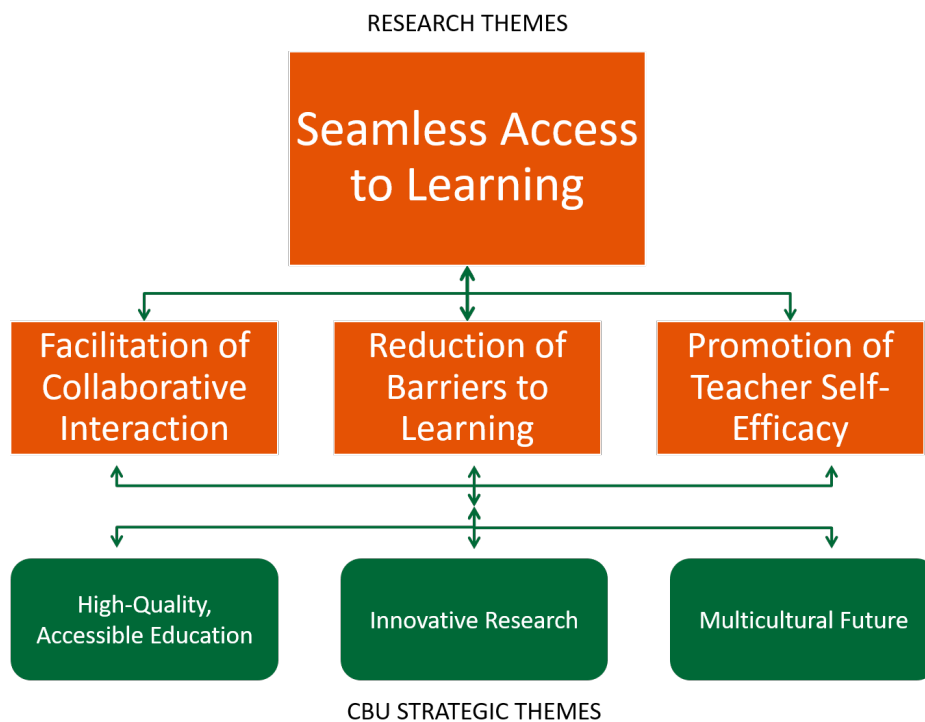 RESEARCH THEMES
Seamless Access
to Learning
Facilitation of
Collaborative
Interaction
Reduction of
Barriers to
Learning
Promotion of
Teacher Self-
Efficacy
High-Quality,
Accessible Education
Innovative Research
Multicultural Future
CBU STRATEGIC THEMES